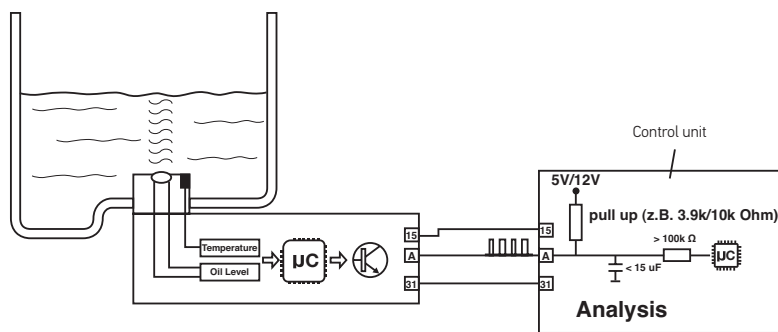 Control unit
5V/12V
pull up (z.B. 3.9k/10k Ohm)
15
15
> 100k Ω
Temperature
µC
A
A
µC
Oil Level
< 15 uF
31
31
Analysis